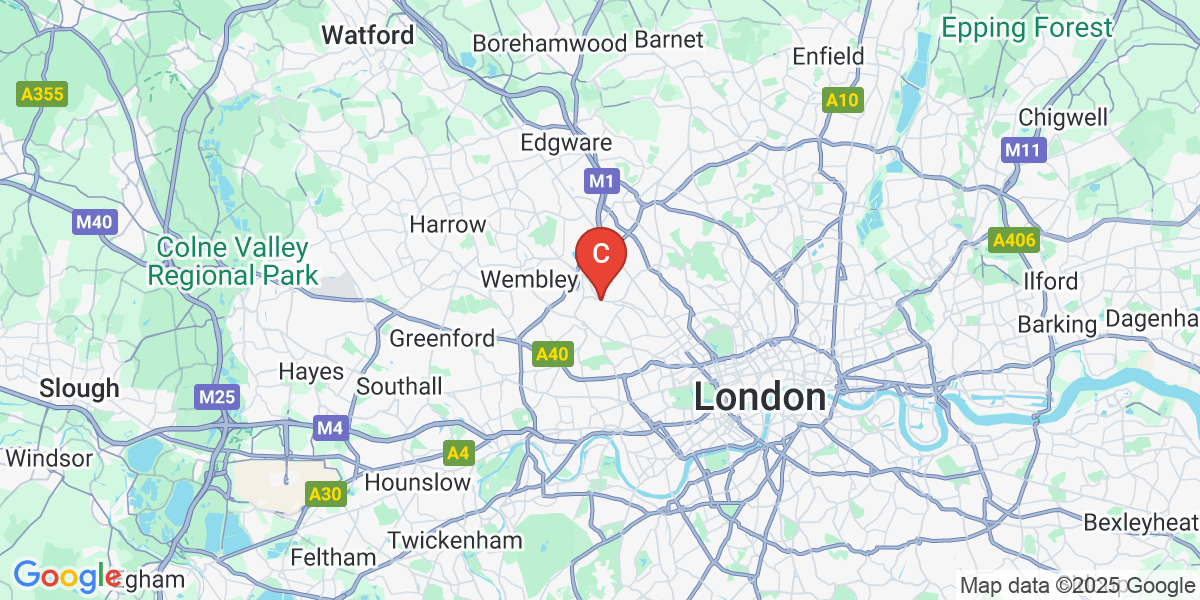 Watford
Borehamwood
Barnet
Epping Forest
Enfield
A355
A10
Chigwell
Edgware
M11
M1
M40
Harrow
A406
Colne Valley
Regional Park
C
Wembley
Ilford
Barking
Dagenha
Greenford
A40
Hayes
Southall
Slough
M25
London
M4
A4
Windsor
Hounslow
A30
Bexleyheat
Twickenham
Feltham
Google
Egham
Map data ©2025 Google